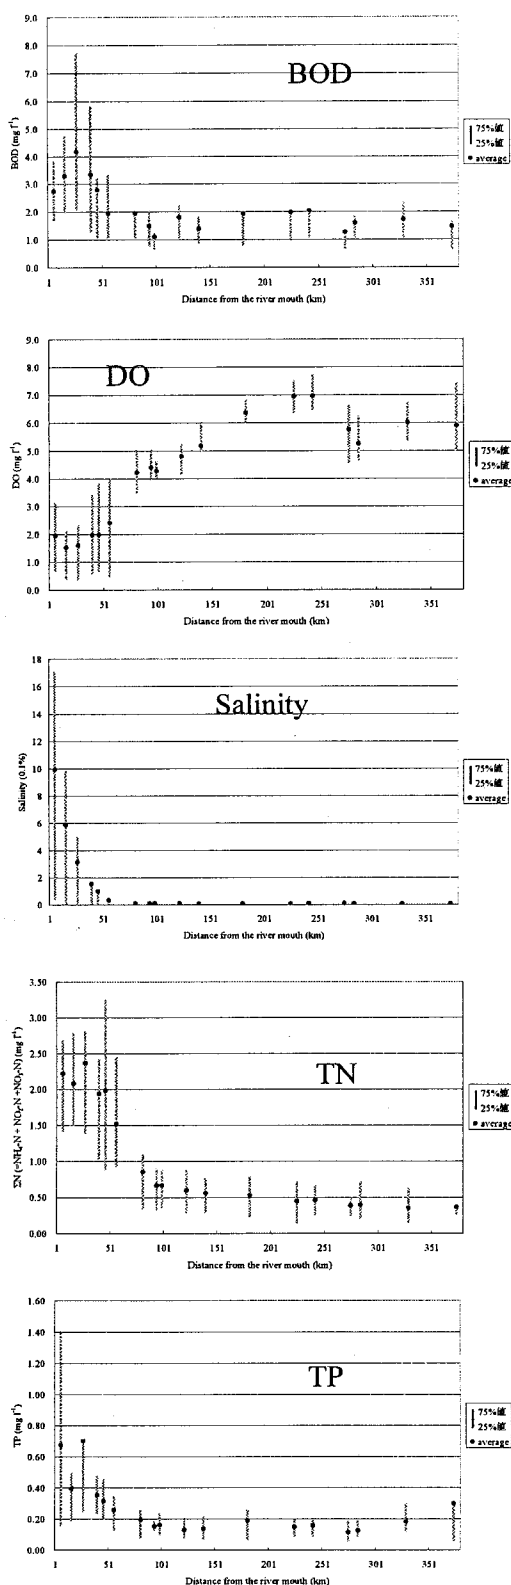 9.0
8.0
7.0
6.0
5.0
4.0
3.0
2.0
1.0
0.0
BOD
BOD (mg l⁻¹)
75%値
25%値
average
1 51 101 151 201 251 301 351
Distance from the river mouth (km)
9.0
8.0
7.0
6.0
5.0
4.0
3.0
2.0
1.0
0.0
DO
DO (mg l⁻¹)
75%値
25%値
average
1 51 101 151 201 251 301 351
Distance from the river mouth (km)
18
16
14
12
10
8
6
4
2
0
Salinity
Salinity (0.1%)
75%値
25%値
average
1 51 101 151 201 251 301 351
Distance from the river mouth (km)
3.50
3.00
2.50
2.00
1.50
1.00
0.50
0.00
TN
ΣN (=NH₄-N + NO₂-N +NO₃-N) (mg l⁻¹)
75%値
25%値
average
1 51 101 151 201 251 301 351
Distance from the river mouth (km)
1.60
1.40
1.20
1.00
0.80
0.60
0.40
0.20
0.00
TP
TP (mg l⁻¹)
75%値
25%値
average
1 51 101 151 201 251 301 351
Distance from the river mouth (km)